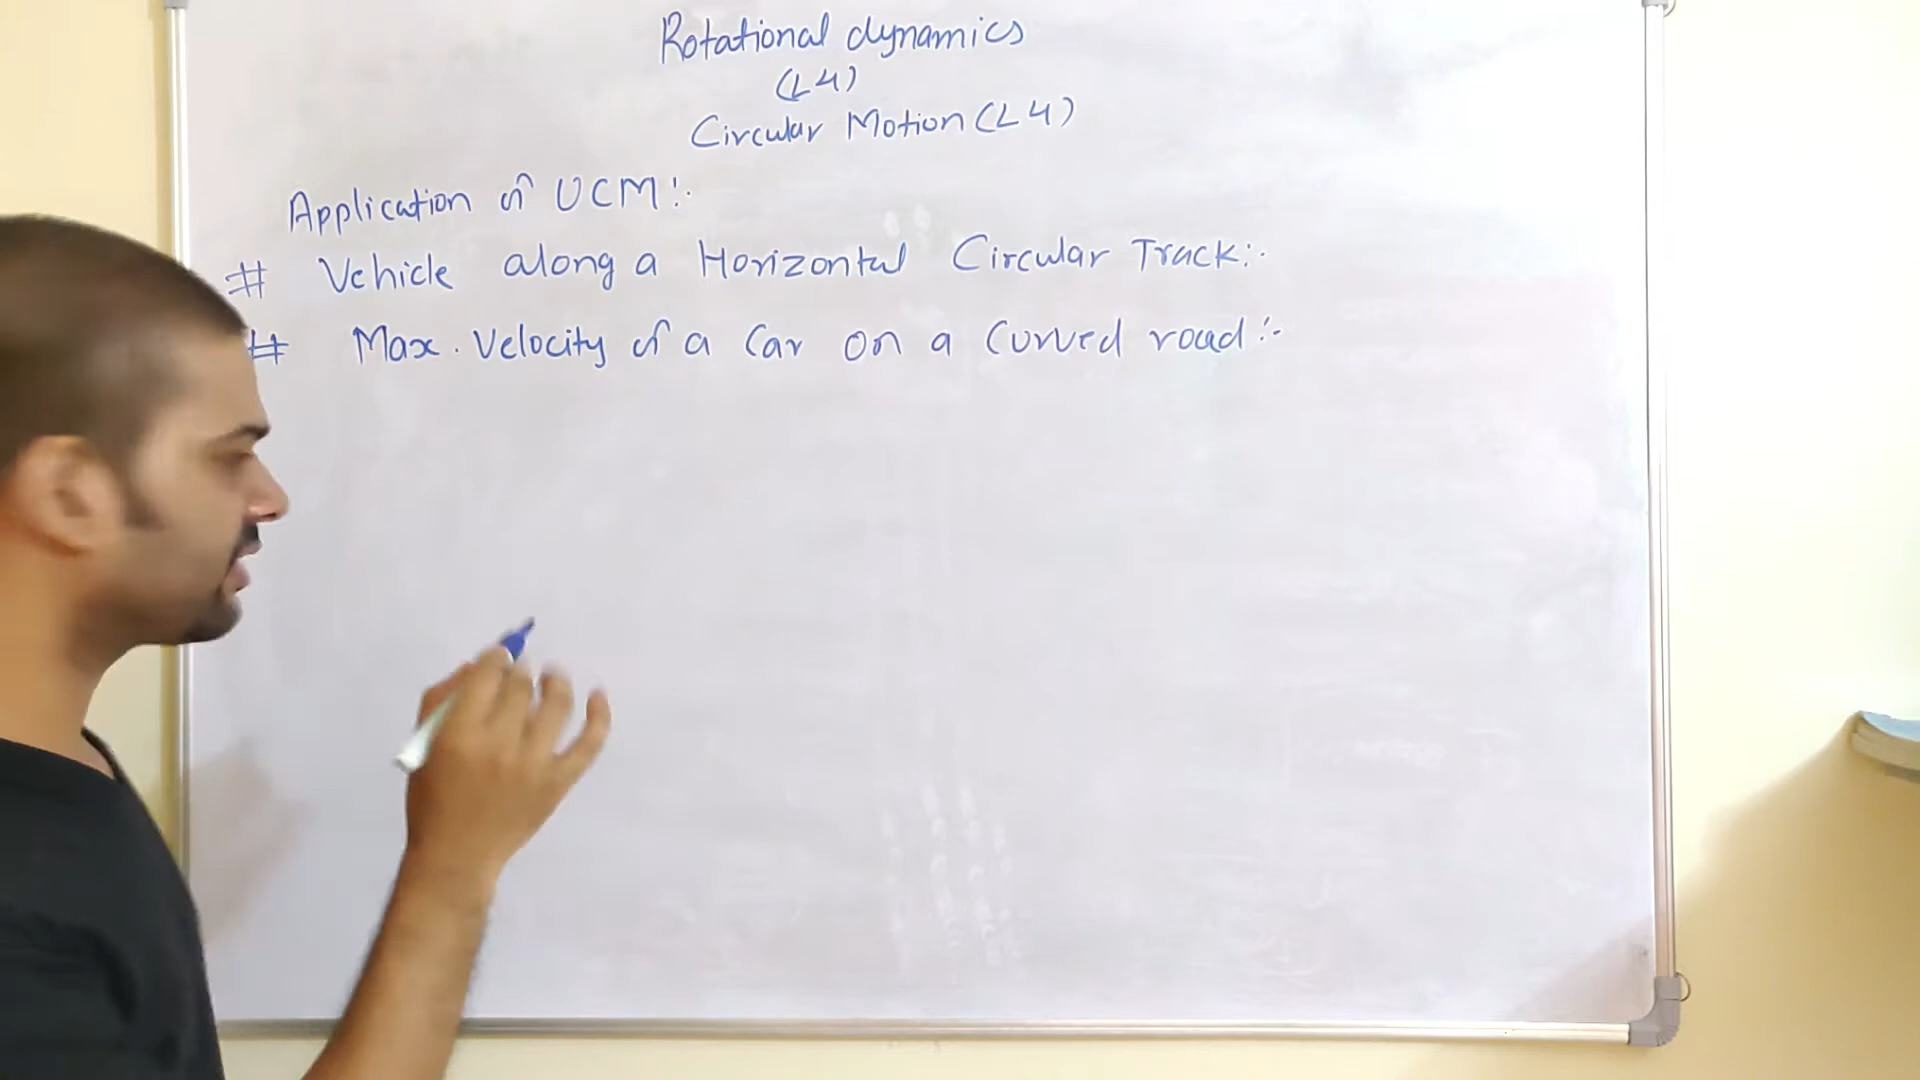 Rotational dynamics
(L4)
Circular Motion (L4)
Application of UCM:-
# Vehicle along a Horizontal Circular Track:-
# Max. Velocity of a Car on a Curved road:-